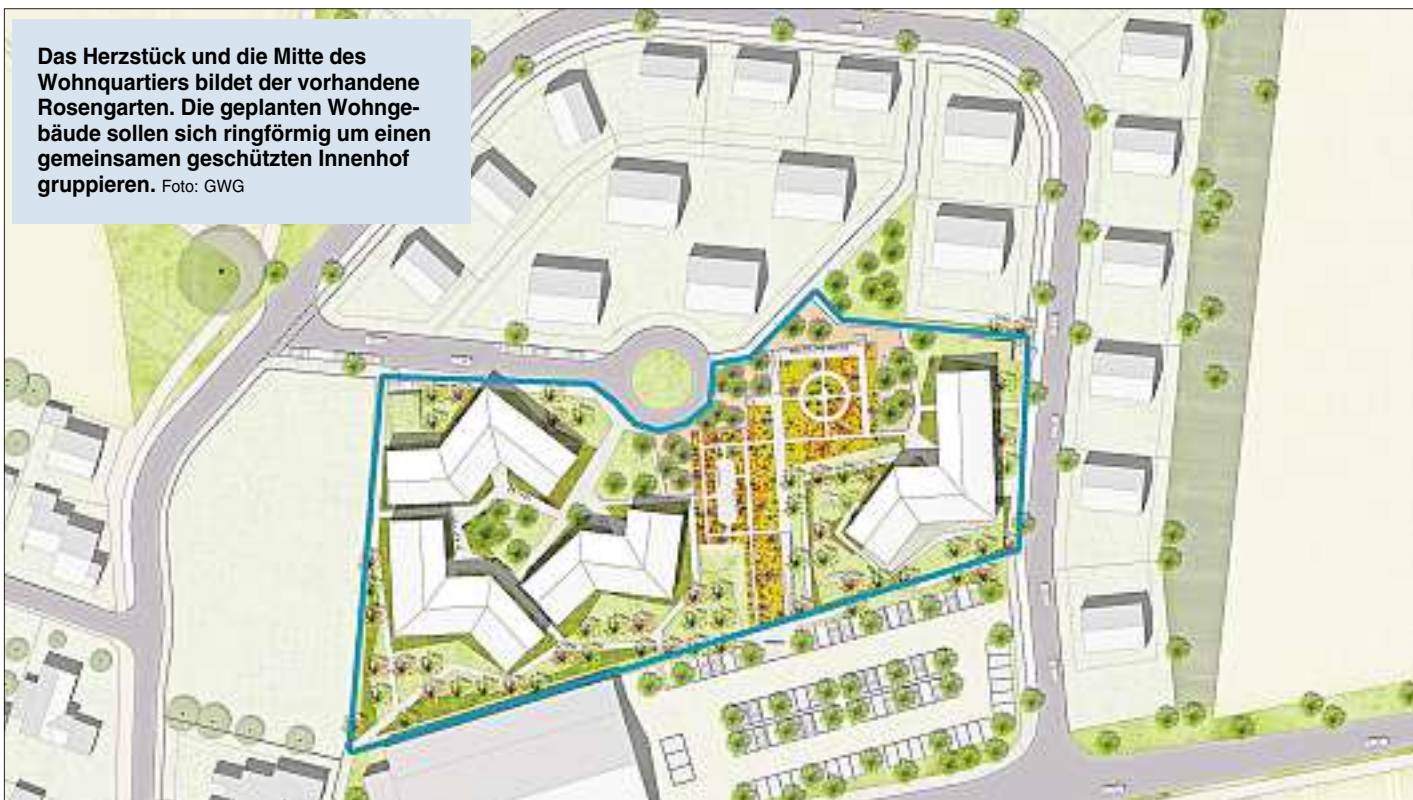 Das Herzstück und die Mitte des
Wohnquartiers bildet der vorhandene
Rosengarten. Die geplanten Wohnge-
bäude sollen sich ringförmig um einen
gemeinsamen geschützten Innenhof
gruppieren. Foto: GWG